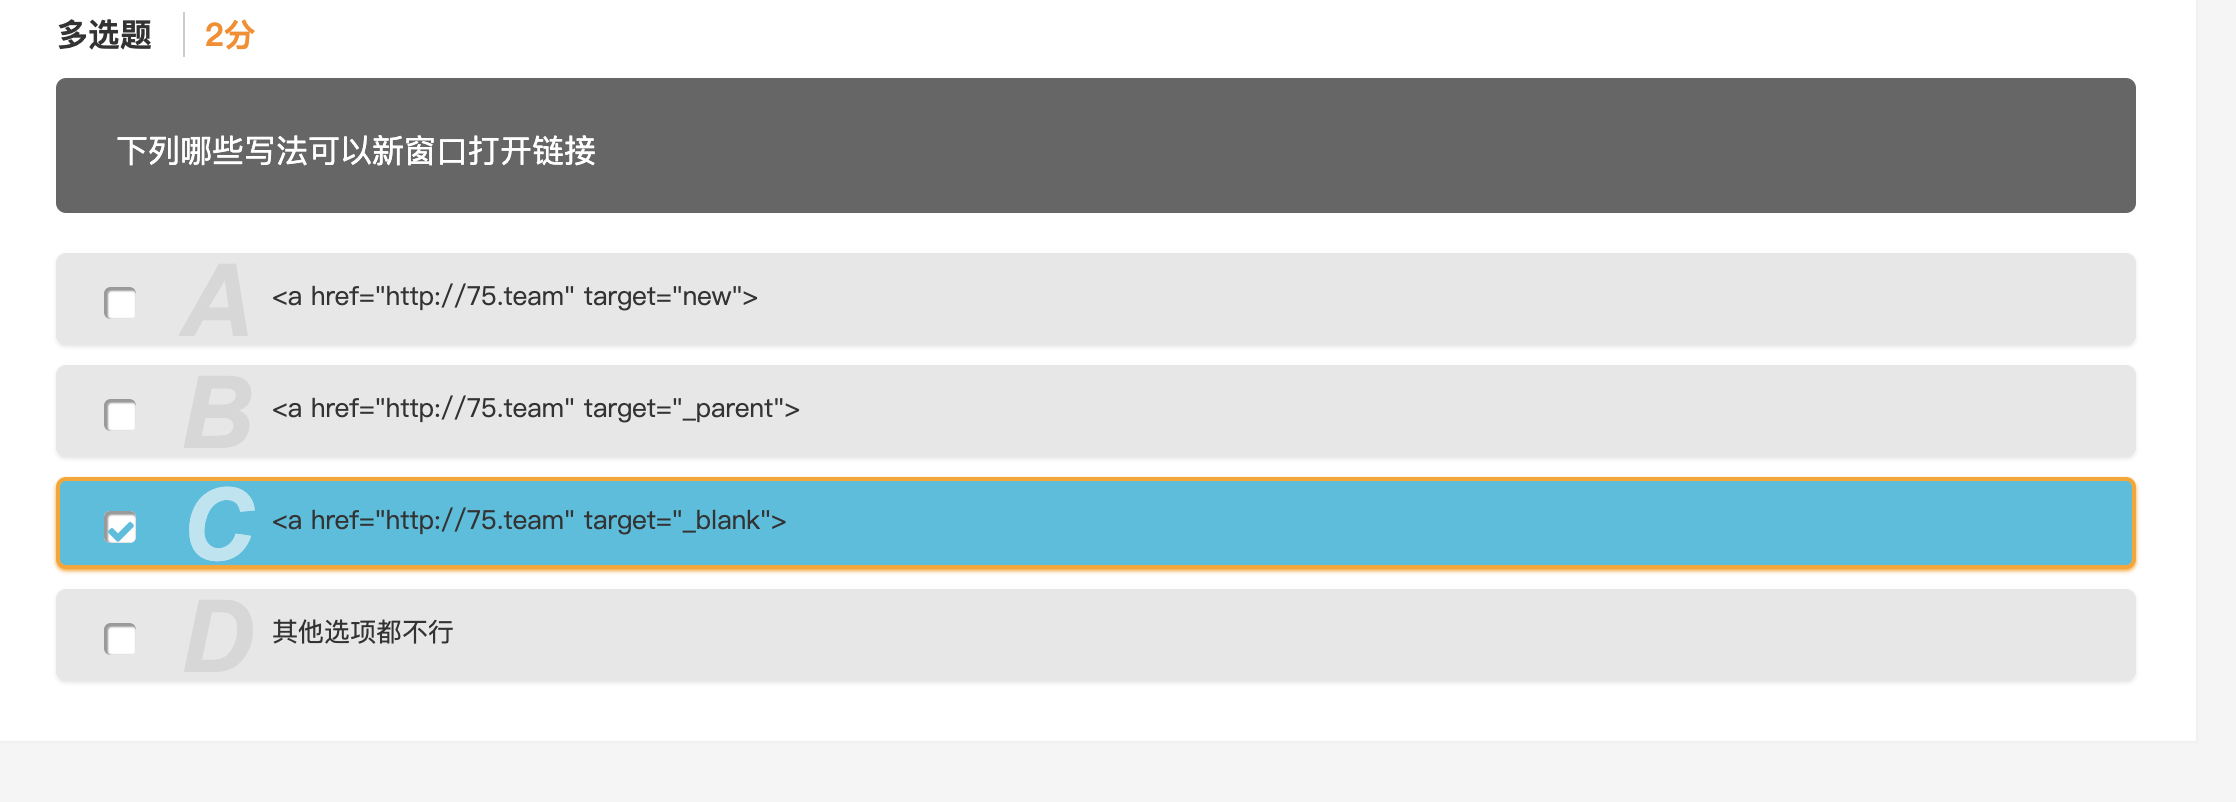 多选题 2分
下列哪些写法可以新窗口打开链接
A <a href="http://75.team" target="new">
B <a href="http://75.team" target="_parent">
C <a href="http://75.team" target="_blank">
D 其他选项都不行